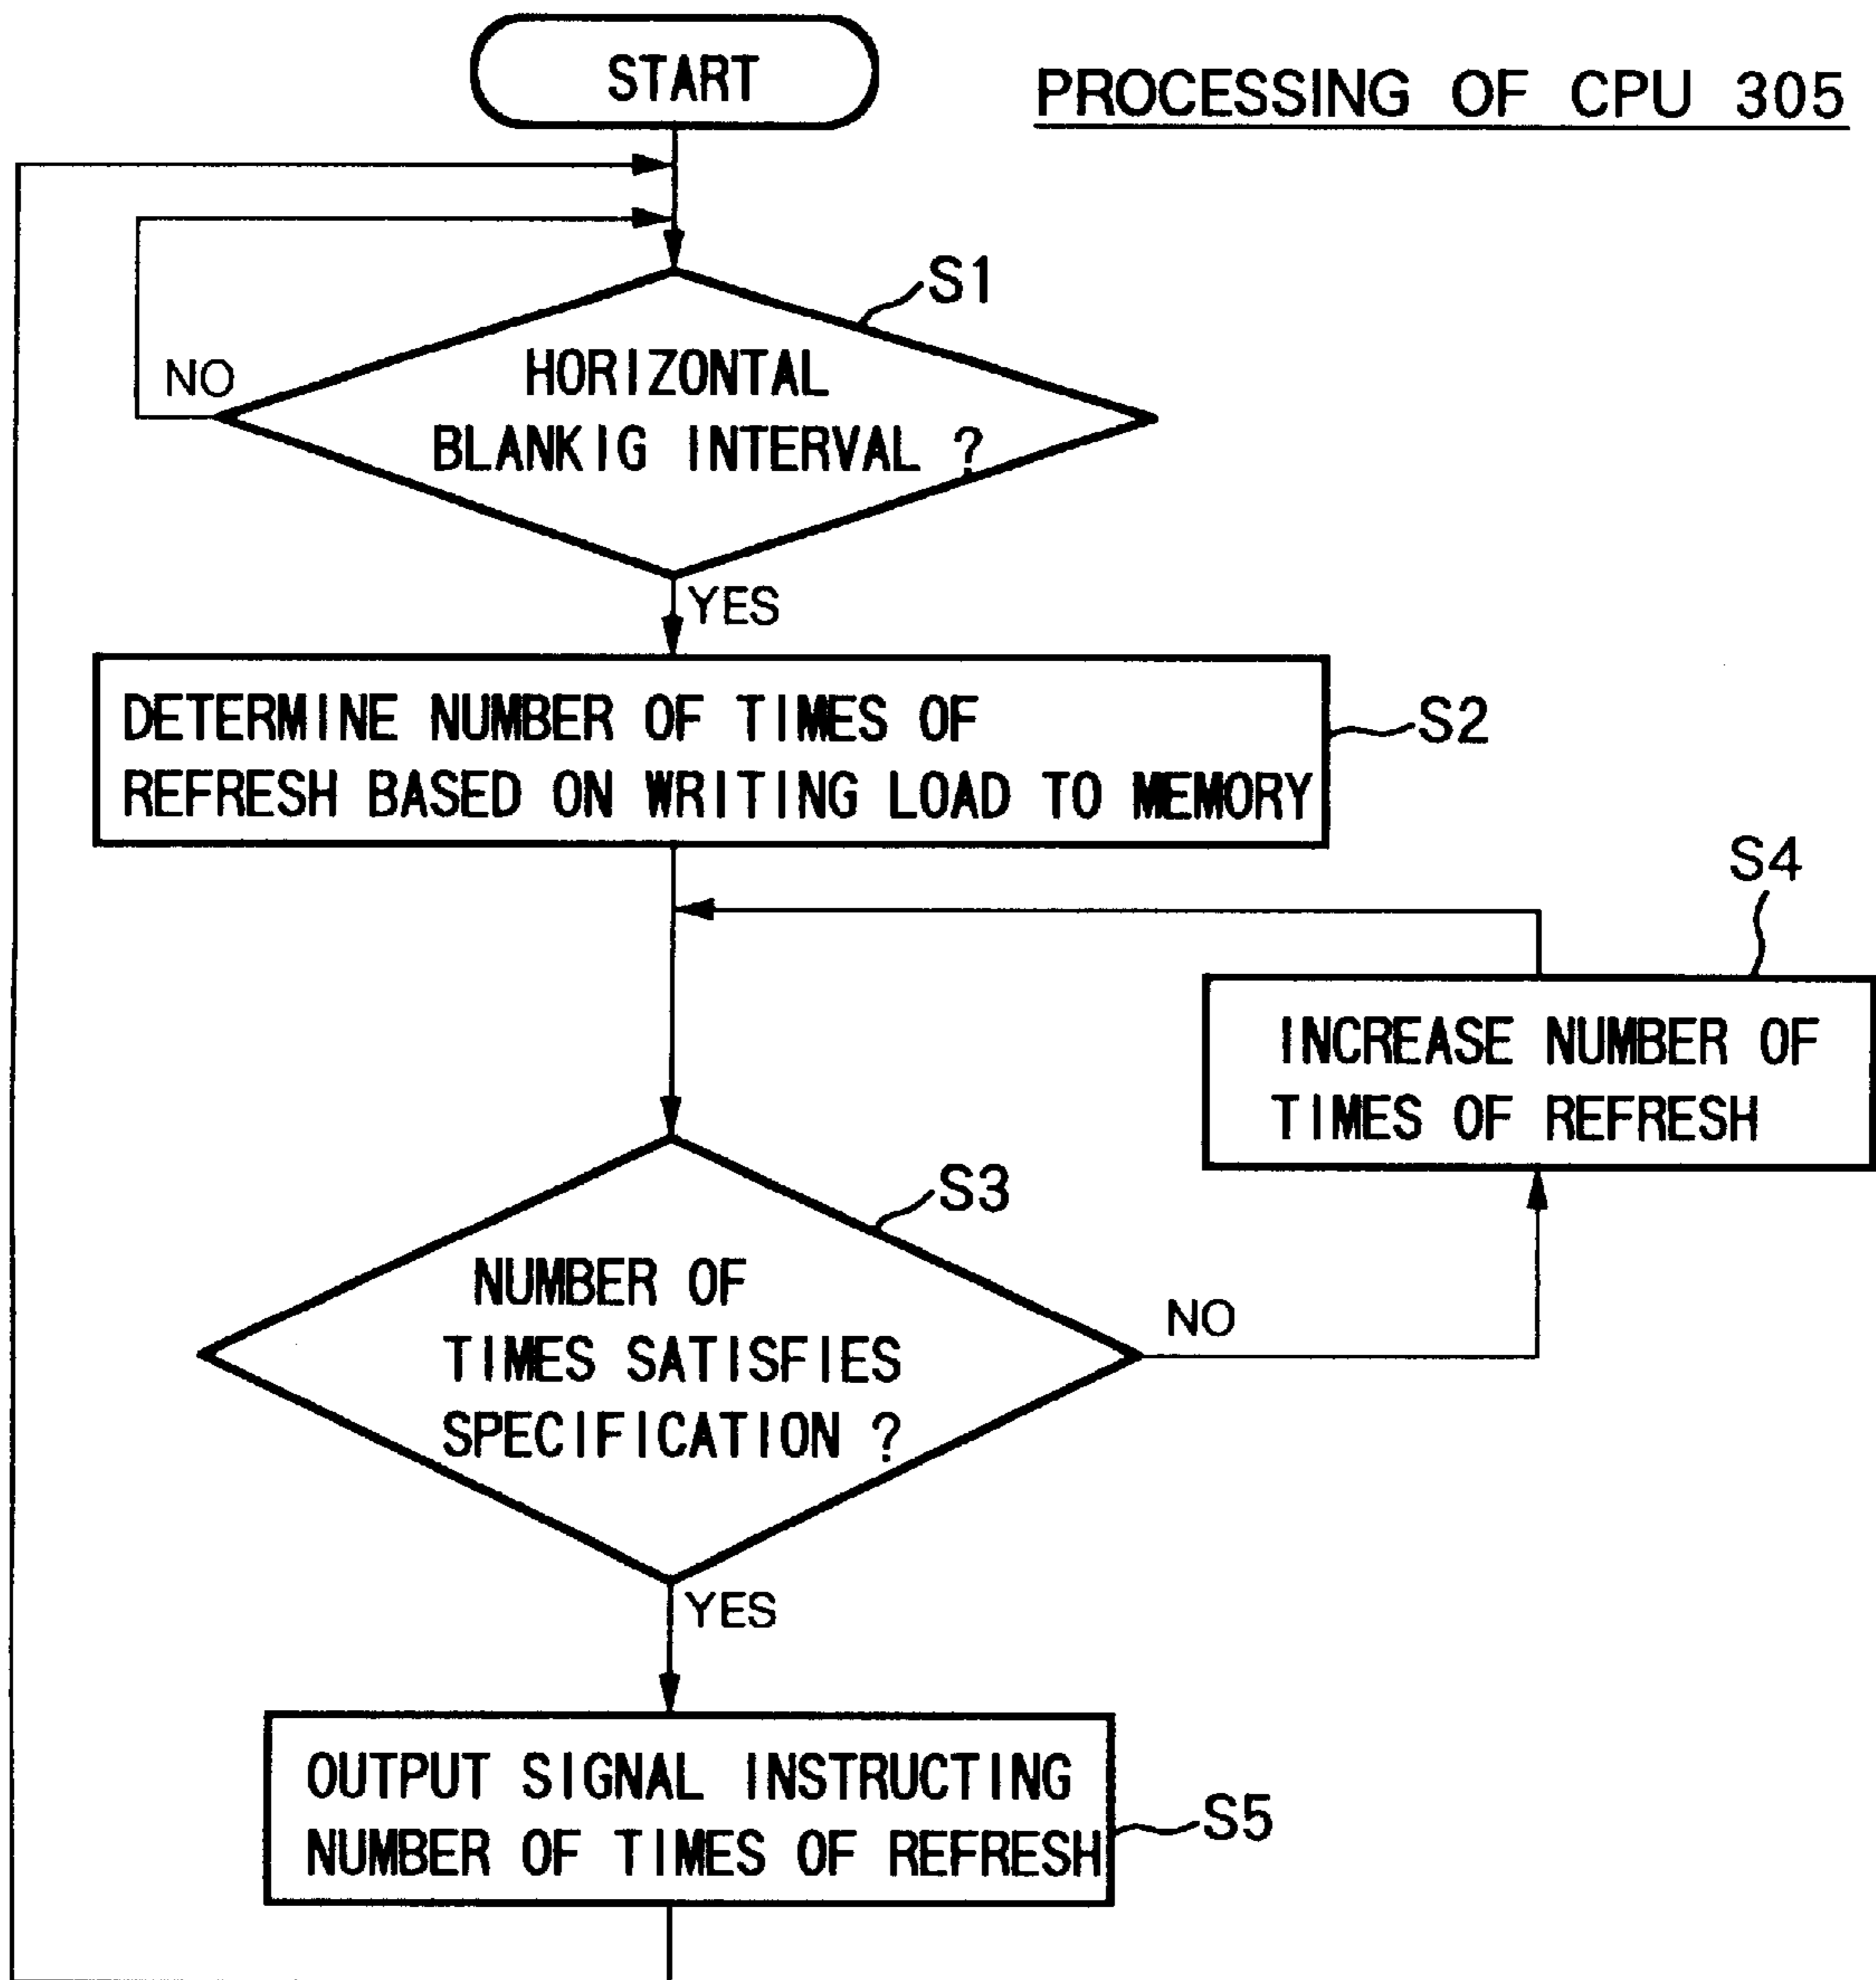 START
PROCESSING OF CPU 305
S1
HORIZONTAL
BLANKIG INTERVAL ?
NO
YES
DETERMINE NUMBER OF TIMES OF
REFRESH BASED ON WRITING LOAD TO MEMORY
S2
S4
INCREASE NUMBER OF
TIMES OF REFRESH
S3
NUMBER OF
TIMES SATISFIES
SPECIFICATION ?
NO
YES
OUTPUT SIGNAL INSTRUCTING
NUMBER OF TIMES OF REFRESH
S5